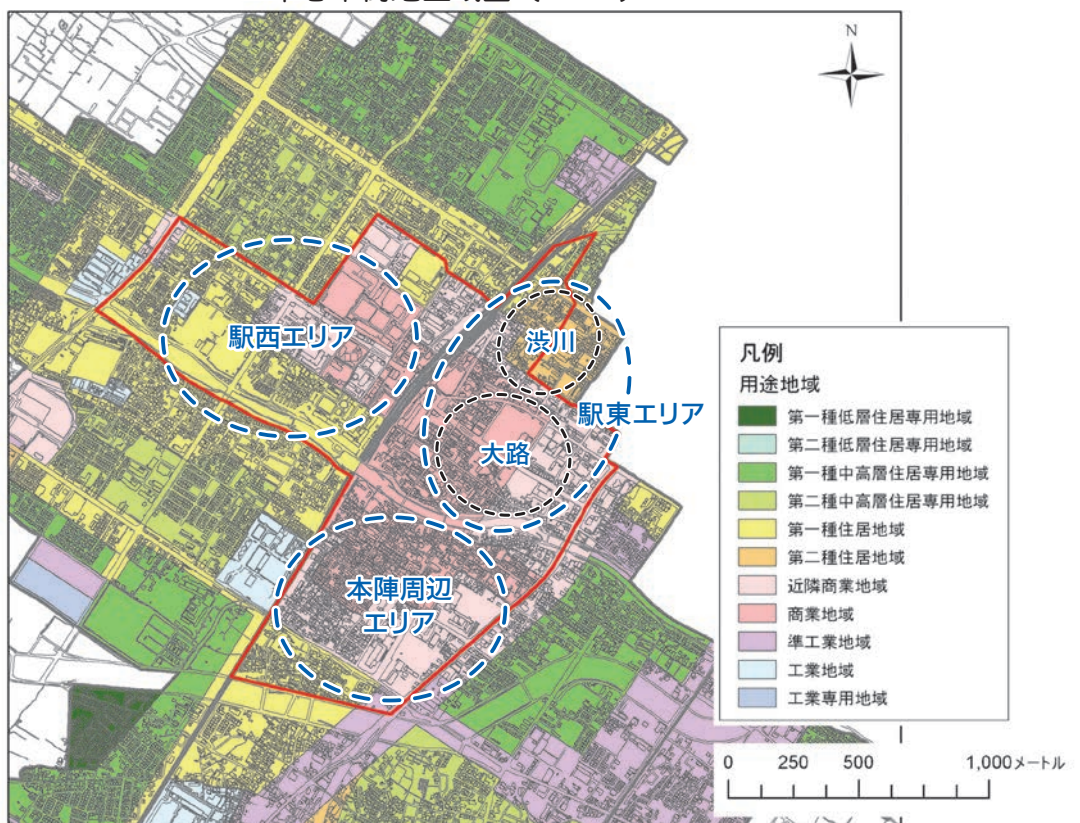 N
駅西エリア
渋川
駅東エリア
大路
本陣周辺
エリア
凡例
用途地域
第一種低層住居専用地域
第二種低層住居専用地域
第一種中高層住居専用地域
第二種中高層住居専用地域
第一種住居地域
第二種住居地域
近隣商業地域
商業地域
準工業地域
工業地域
工業専用地域
0 250 500 1,000メートル